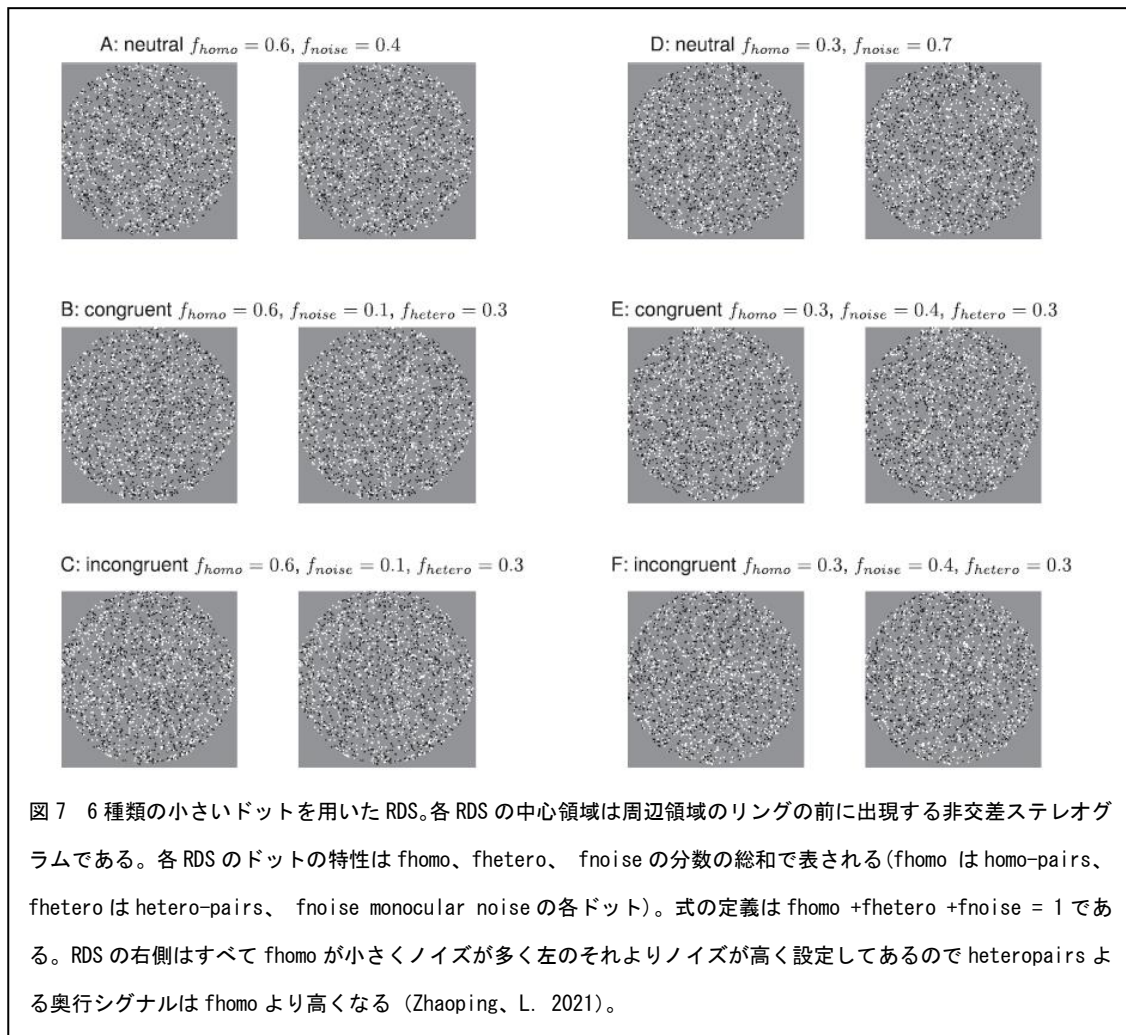 A: neutral f_homo = 0.6, f_noise = 0.4
D: neutral f_homo = 0.3, f_noise = 0.7
B: congruent f_homo = 0.6, f_noise = 0.1, f_hetero = 0.3
E: congruent f_homo = 0.3, f_noise = 0.4, f_hetero = 0.3
C: incongruent f_homo = 0.6, f_noise = 0.1, f_hetero = 0.3
F: incongruent f_homo = 0.3, f_noise = 0.4, f_hetero = 0.3
図 7 6 種類の小さいドットを用いた RDS。各 RDS の中心領域は周辺領域のリングの前に出現する非交差ステレオグ
ラムである。各 RDS のドットの特性は fhomo、fhetero、 fnoise の分数の総和で表される(fhomo は homo-pairs、
fhetero は hetero-pairs、 fnoise monocular noise の各ドット)。式の定義は fhomo +fhetero +fnoise = 1 であ
る。RDS の右側はすべて fhomo が小さくノイズが多く左のそれよりノイズが高く設定してあるので heteropairs よ
る奥行シグナルは fhomo より高くなる (Zhaoping、L. 2021)。